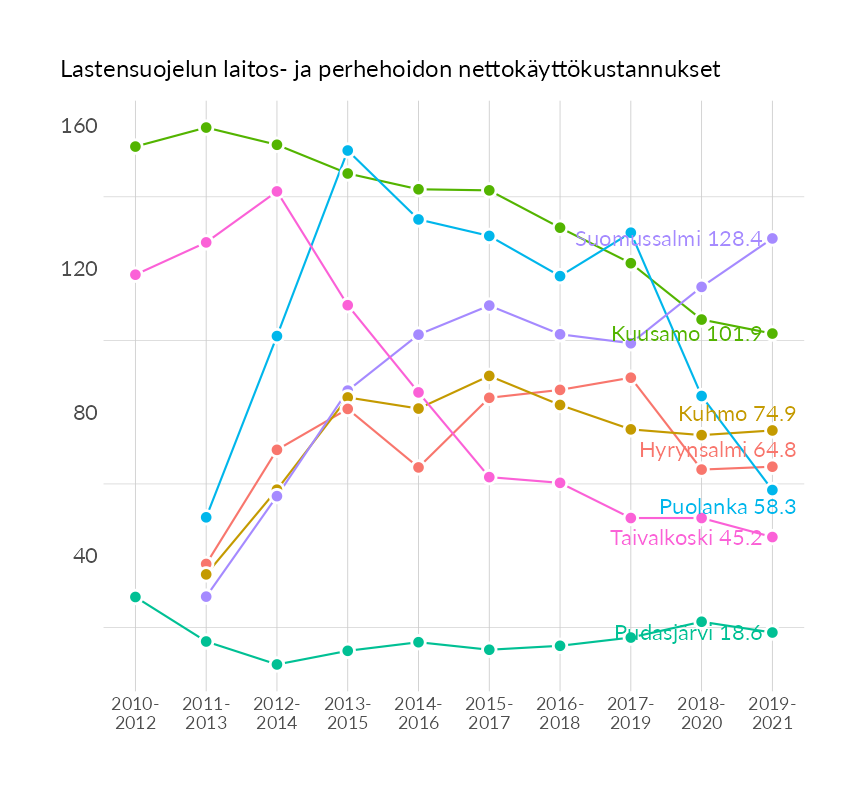 Lastensuojelun laitos- ja perhehoidon nettokäyttökustannukset
160
120
80
40
Suomussalmi 128.4
Kuusamo 101.9
Kuhmo 74.9
Hyrynsalmi 64.8
Puolanka 58.3
Taivalkoski 45.2
Pudasjärvi 18.6
2010- 2011- 2012- 2013- 2014- 2015- 2016- 2017- 2018- 2019-
2012 2013 2014 2015 2016 2017 2018 2019 2020 2021